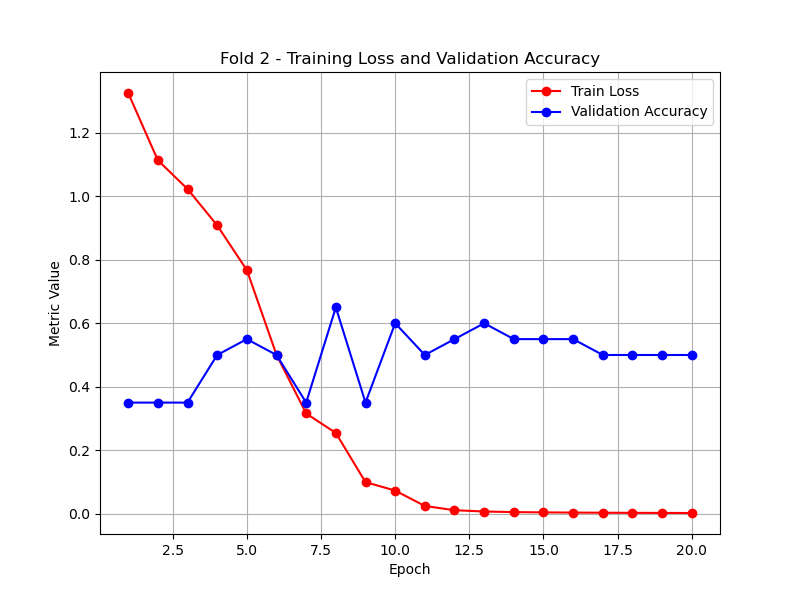 Fold 2 - Training Loss and Validation Accuracy
Train Loss
Validation Accuracy
Metric Value
1.2
1.0
0.8
0.6
0.4
0.2
0.0
2.5 5.0 7.5 10.0 12.5 15.0 17.5 20.0
Epoch